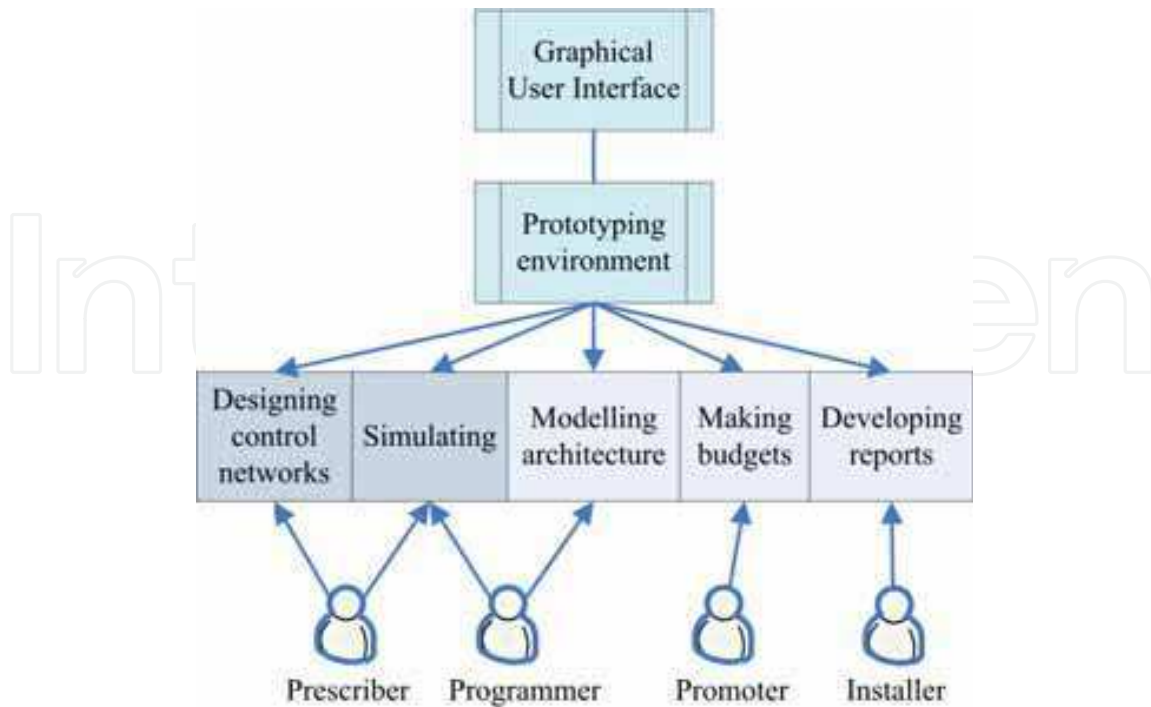 Graphical
User Interface
Prototyping
environment
Designing
control
networks
Simulating
Modelling
architecture
Making
budgets
Developing
reports
Prescriber
Programmer
Promoter
Installer